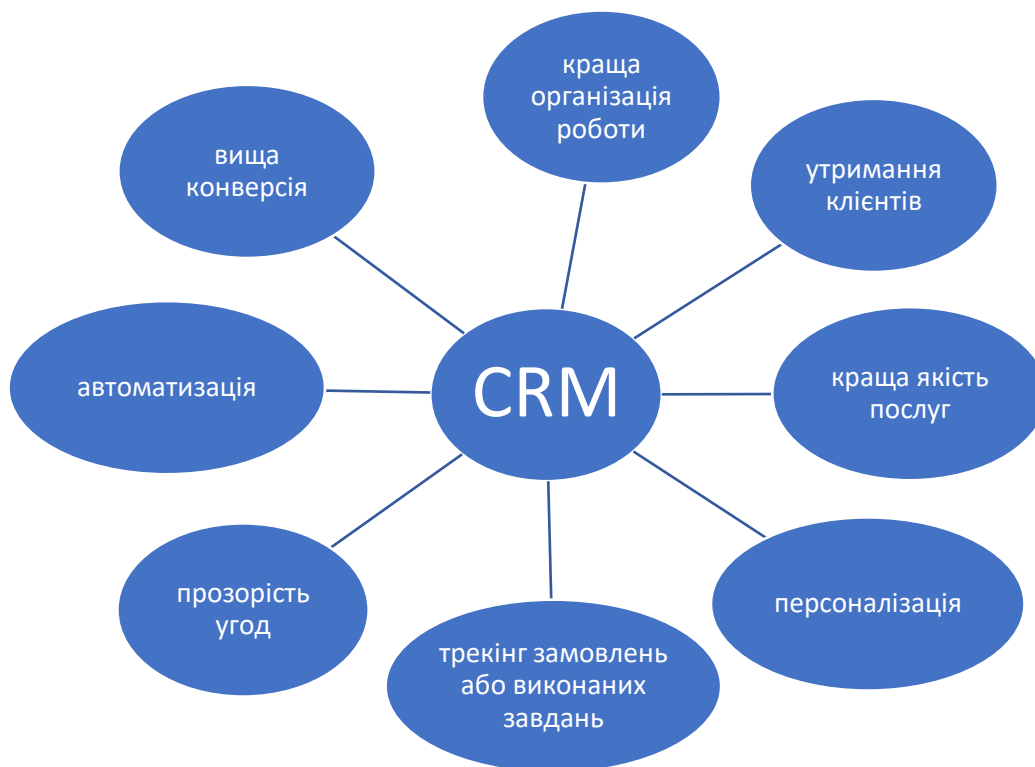 краща
організація
роботи
вища
конверсія
утримання
клієнтів
автоматизація
CRM
краща якість
послуг
прозорість
угод
персоналізація
трекінг замовлень
або виконаних
завдань